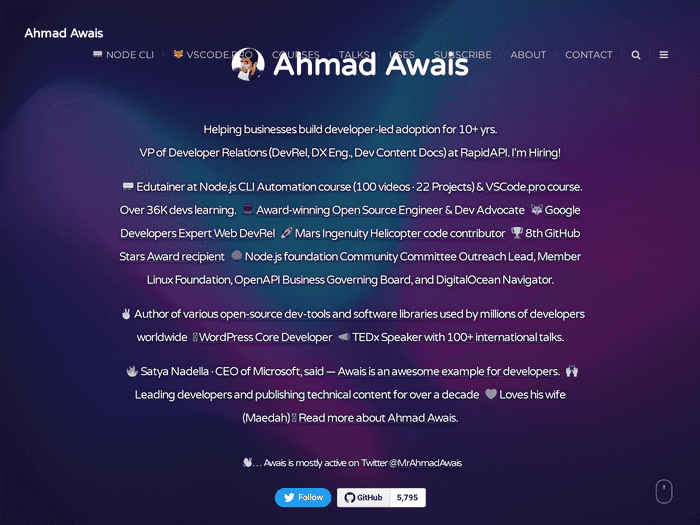 Ahmad Awais
NODE CLI VSCODE.PRO COURSES TALKS USES SUBSCRIBE ABOUT CONTACT
Ahmad Awais
Helping businesses build developer-led adoption for 10+ yrs.
VP of Developer Relations (DevRel, DX Eng., Dev Content Docs) at RapidAPI. I'm Hiring!
Edutainer at Node.js CLI Automation course (100 videos · 22 Projects) & VSCode.pro course.
Over 36K devs learning. Award-winning Open Source Engineer & Dev Advocate Google
Developers Expert Web DevRel Mars Ingenuity Helicopter code contributor 8th GitHub
Stars Award recipient Node.js foundation Community Committee Outreach Lead, Member
Linux Foundation, OpenAPI Business Governing Board, and DigitalOcean Navigator.
Author of various open-source dev-tools and software libraries used by millions of developers
worldwide WordPress Core Developer TEDx Speaker with 100+ international talks.
Satya Nadella · CEO of Microsoft, said — Awais is an awesome example for developers.
Leading developers and publishing technical content for over a decade Loves his wife
(Maedah) Read more about Ahmad Awais.
… Awais is mostly active on Twitter @MrAhmadAwais
Follow GitHub 5,795